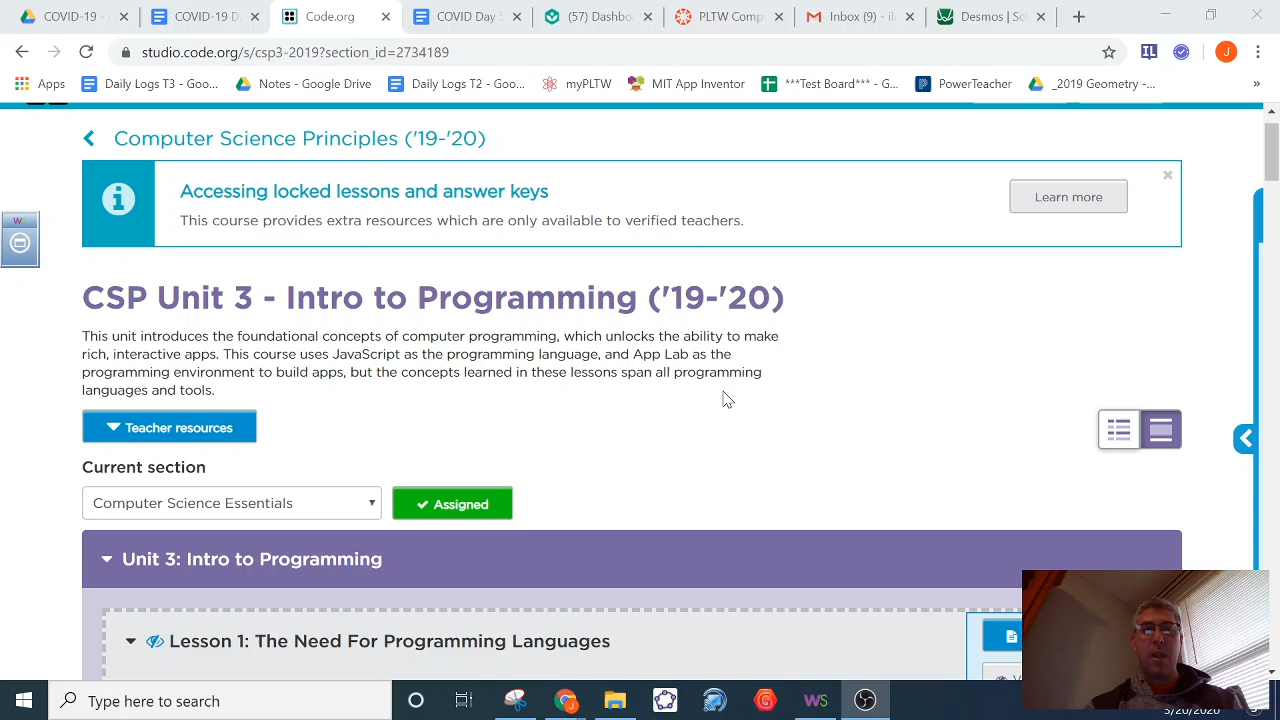 COVID-19 -
COVID-19 D
Code.org
COVID Day
(57) Dashbo
PLTW Comp
Inbox (9) - il
Desmos | Sc
studio.code.org/s/csp3-2019?section_id=2734189
IL
J
Apps
Daily Logs T3 - Goo...
Notes - Google Drive
Daily Logs T2 - Goo...
myPLTW
MIT App Inventor
***Test Board*** - G...
PowerTeacher
_2019 Geometry -...
»
Computer Science Principles ('19-'20)
Accessing locked lessons and answer keys
This course provides extra resources which are only available to verified teachers.
Learn more
W
CSP Unit 3 - Intro to Programming ('19-'20)
This unit introduces the foundational concepts of computer programming, which unlocks the ability to make
rich, interactive apps. This course uses JavaScript as the programming language, and App Lab as the
programming environment to build apps, but the concepts learned in these lessons span all programming
languages and tools.
Teacher resources
Current section
Computer Science Essentials
Assigned
Unit 3: Intro to Programming
Lesson 1: The Need For Programming Languages
Type here to search
WS
3/20/2020